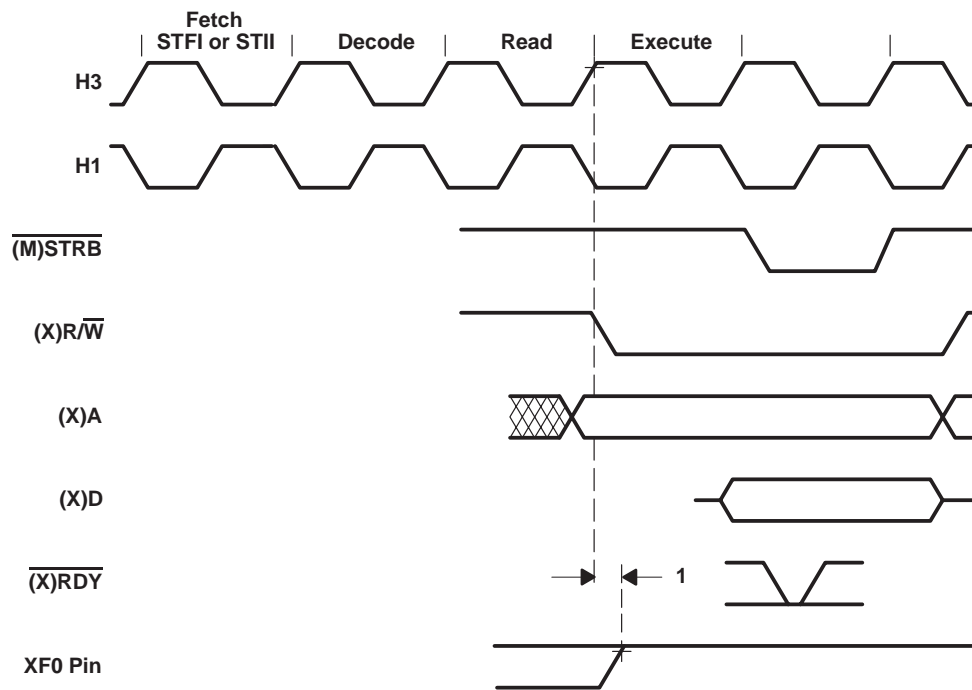 Fetch
STFI or STII
Decode
Read
Execute
H3
H1
(M)STRB
(X)R/W
(X)A
(X)D
(X)RDY
1
XF0 Pin